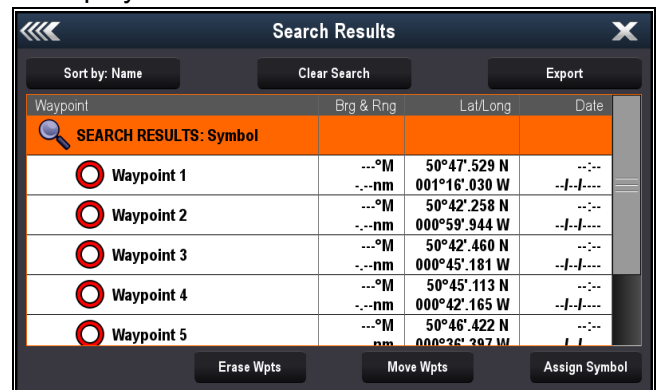 Search Results
Sort by: Name Clear Search Export
Waypoint Brg & Rng Lat/Long Date
SEARCH RESULTS: Symbol
Waypoint 1 ---°M 50°47'.529 N --:--
-.--nm 001°16'.030 W --/--/----
Waypoint 2 ---°M 50°42'.258 N --:--
-.--nm 000°59'.944 W --/--/----
Waypoint 3 ---°M 50°42'.460 N --:--
-.--nm 000°45'.181 W --/--/----
Waypoint 4 ---°M 50°45'.113 N --:--
-.--nm 000°42'.165 W --/--/----
Waypoint 5 ---°M 50°46'.422 N --:--
000°36'.397 W
Erase Wpts Move Wpts Assign Symbol